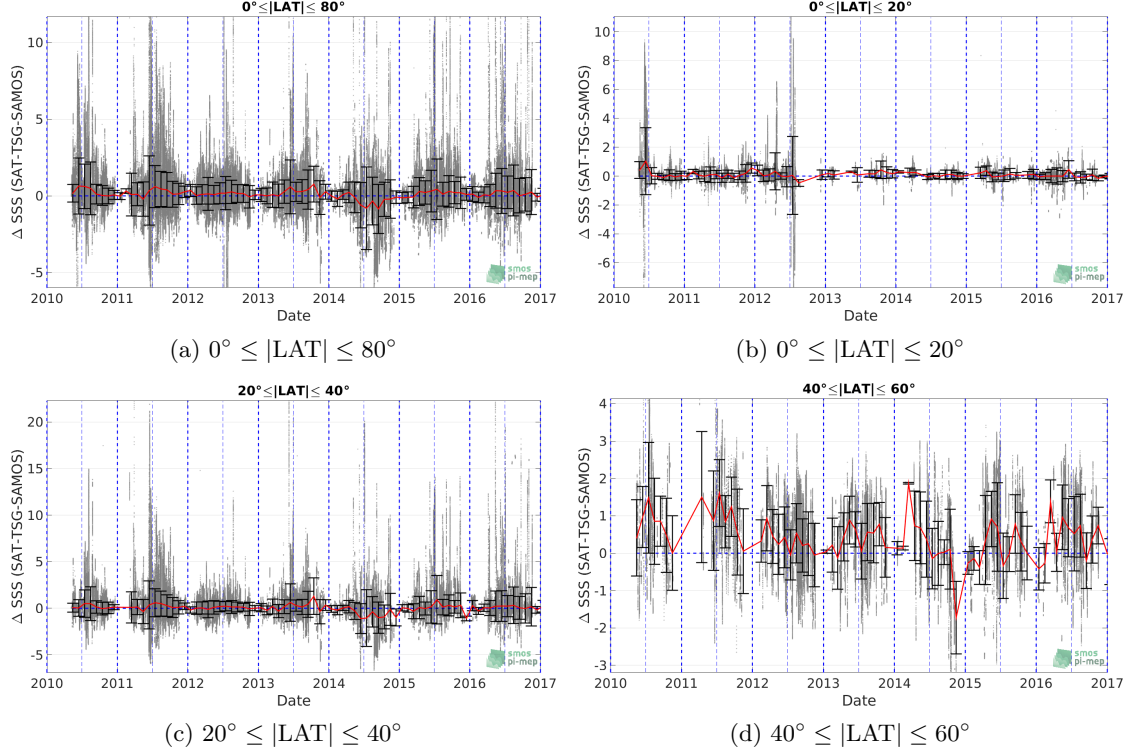 0°≤|LAT|≤ 80°
Δ SSS (SAT-TSG-SAMOS)
10
5
0
-5
2010 2011 2012 2013 2014 2015 2016 2017
Date
smos
pi-mep
(a) 0° ≤ |LAT| ≤ 80°
0°≤|LAT|≤ 20°
Δ SSS (SAT-TSG-SAMOS)
10
8
6
4
2
0
-2
-4
-6
2010 2011 2012 2013 2014 2015 2016 2017
Date
smos
pi-mep
(b) 0° ≤ |LAT| ≤ 20°
20°≤|LAT|≤ 40°
Δ SSS (SAT-TSG-SAMOS)
20
15
10
5
0
-5
2010 2011 2012 2013 2014 2015 2016 2017
Date
smos
pi-mep
(c) 20° ≤ |LAT| ≤ 40°
40°≤|LAT|≤ 60°
Δ SSS (SAT-TSG-SAMOS)
4
3
2
1
0
-1
-2
-3
2010 2011 2012 2013 2014 2015 2016 2017
Date
smos
pi-mep
(d) 40° ≤ |LAT| ≤ 60°